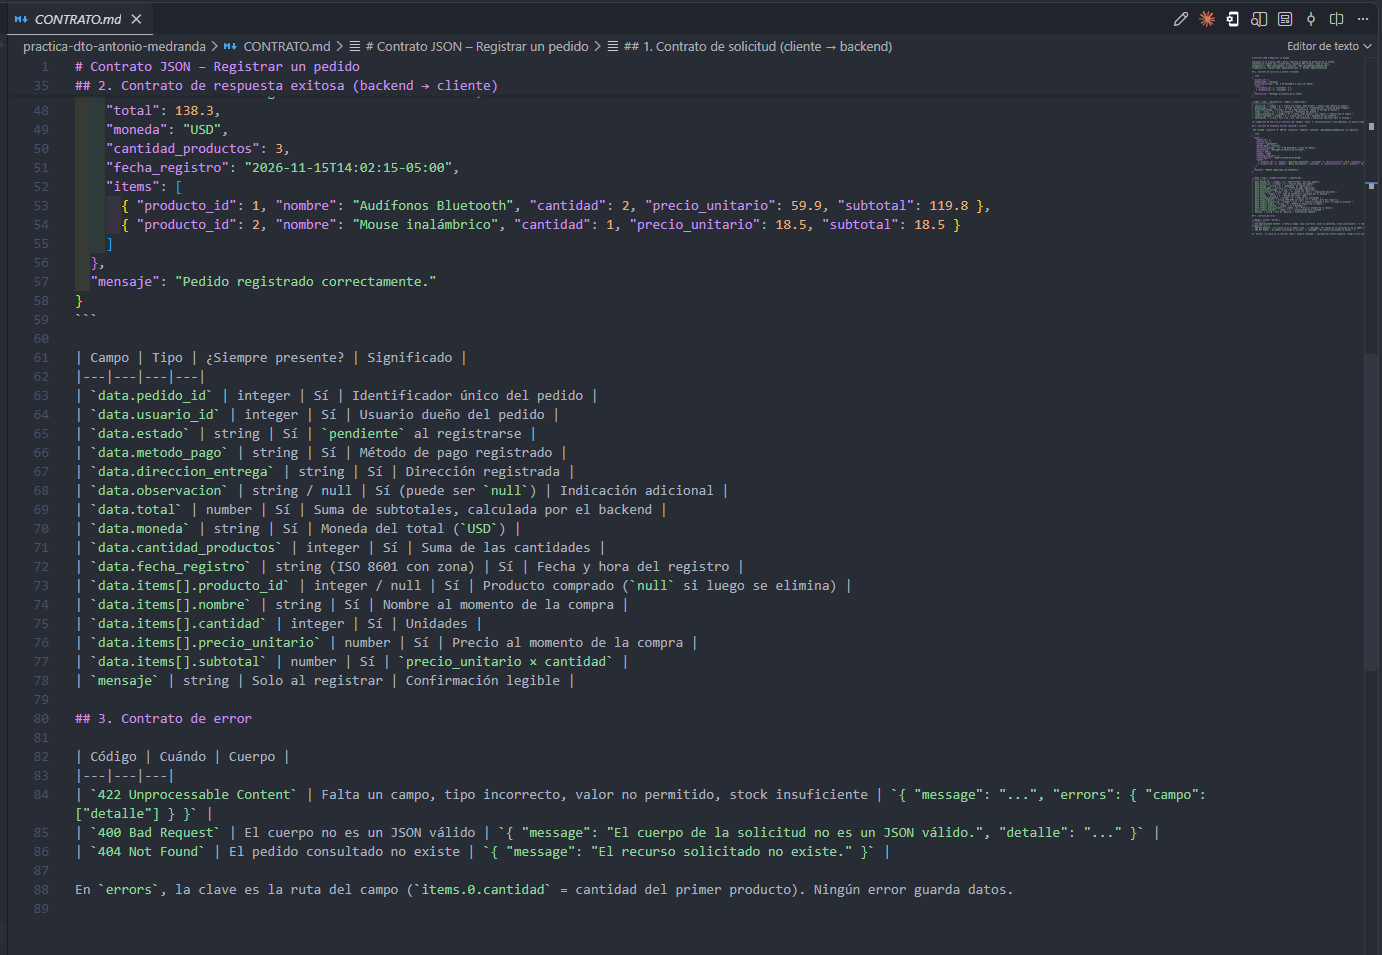 CONTRATO.md
practica-dto-antonio-medranda > CONTRATO.md > # Contrato JSON – Registrar un pedido > ## 1. Contrato de solicitud (cliente → backend)
Editor de texto
1 # Contrato JSON – Registrar un pedido
35 ## 2. Contrato de respuesta exitosa (backend → cliente)
48 "total": 138.3,
49 "moneda": "USD",
50 "cantidad_productos": 3,
51 "fecha_registro": "2026-11-15T14:02:15-05:00",
52 "items": [
53 { "producto_id": 1, "nombre": "Audífonos Bluetooth", "cantidad": 2, "precio_unitario": 59.9, "subtotal": 119.8 },
54 { "producto_id": 2, "nombre": "Mouse inalámbrico", "cantidad": 1, "precio_unitario": 18.5, "subtotal": 18.5 }
55 ]
56 },
57 "mensaje": "Pedido registrado correctamente."
58 }
59 ```
60
61 | Campo | Tipo | ¿Siempre presente? | Significado |
62 |---|---|---|---|
63 | `data.pedido_id` | integer | Sí | Identificador único del pedido |
64 | `data.usuario_id` | integer | Sí | Usuario dueño del pedido |
65 | `data.estado` | string | Sí | `pendiente` al registrarse |
66 | `data.metodo_pago` | string | Sí | Método de pago registrado |
67 | `data.direccion_entrega` | string | Sí | Dirección registrada |
68 | `data.observacion` | string / null | Sí (puede ser `null`) | Indicación adicional |
69 | `data.total` | number | Sí | Suma de subtotales, calculada por el backend |
70 | `data.moneda` | string | Sí | Moneda del total (`USD`) |
71 | `data.cantidad_productos` | integer | Sí | Suma de las cantidades |
72 | `data.fecha_registro` | string (ISO 8601 con zona) | Sí | Fecha y hora del registro |
73 | `data.items[].producto_id` | integer / null | Sí | Producto comprado (`null` si luego se elimina) |
74 | `data.items[].nombre` | string | Sí | Nombre al momento de la compra |
75 | `data.items[].cantidad` | integer | Sí | Unidades |
76 | `data.items[].precio_unitario` | number | Sí | Precio al momento de la compra |
77 | `data.items[].subtotal` | number | Sí | `precio_unitario × cantidad` |
78 | `mensaje` | string | Solo al registrar | Confirmación legible |
79
80 ## 3. Contrato de error
81
82 | Código | Cuándo | Cuerpo |
83 |---|---|---|
84 | `422 Unprocessable Content` | Falta un campo, tipo incorrecto, valor no permitido, stock insuficiente | `{ "message": "...", "errors": { "campo":
["detalle"] } }` |
85 | `400 Bad Request` | El cuerpo no es un JSON válido | `{ "message": "El cuerpo de la solicitud no es un JSON válido.", "detalle": "..." }` |
86 | `404 Not Found` | El pedido consultado no existe | `{ "message": "El recurso solicitado no existe." }` |
87
88 En `errors`, la clave es la ruta del campo (`items.0.cantidad` = cantidad del primer producto). Ningún error guarda datos.
89